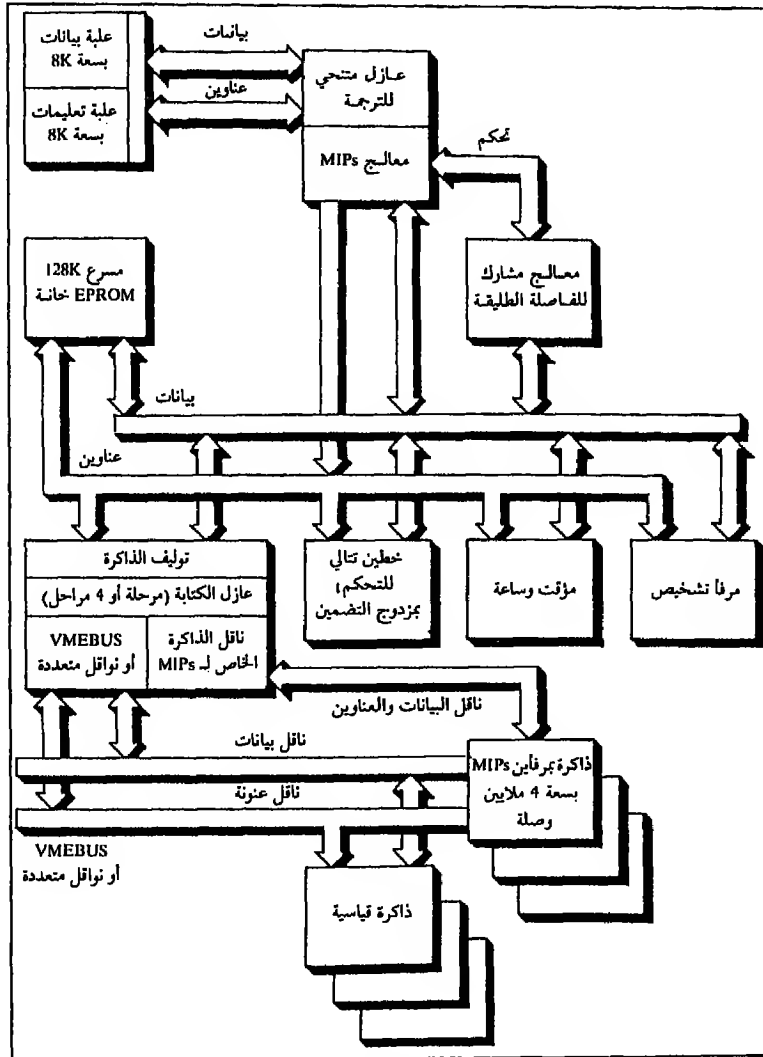 علبة بيانات
بسعة 8K
علبة تعليمات
بسعة 8K
بيانات
عناوين
عازل متنحي
للترجمة
معالج MIPs
تحكم
معالج مشارك
للفاصلة الطليقة
مسرع 128K
خانة EPROM
بيانات
عناوين
توليف الذاكرة
عازل الكتابة (مرحلة أو 4 مراحل)
VMEBUS
أو نواقل متعددة
ناقل الذاكرة
الخاص لـ MIPs
خطين تتالي
للتحكم
بمزدوج التضمين
مؤقت وساعة
مرفأ تشخيص
ناقل البيانات والعناوين
ناقل بيانات
ناقل عنونة
VMEBUS
أو نواقل متعددة
ذاكرة بمرفأين MIPs
بسعة 4 ملايين
وصلة
ذاكرة قياسية